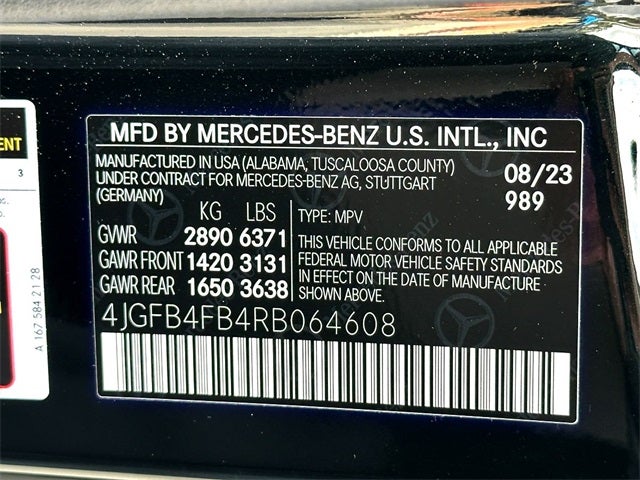 MFD BY MERCEDES-BENZ U.S. INTL., INC
MANUFACTURED IN USA (ALABAMA, TUSCALOOSA COUNTY)
UNDER CONTRACT FOR MERCEDES-BENZ AG, STUTTGART
(GERMANY)
08/23
989
KG LBS
GVWR 2890 6371
GAWR FRONT 1420 3131
GAWR REAR 1650 3638
TYPE: MPV
THIS VEHICLE CONFORMS TO ALL APPLICABLE
FEDERAL MOTOR VEHICLE SAFETY STANDARDS
IN EFFECT ON THE DATE OF MANUFACTURE
SHOWN ABOVE.
4JGFB4FB4RB064608
3
A 167 584 21 28